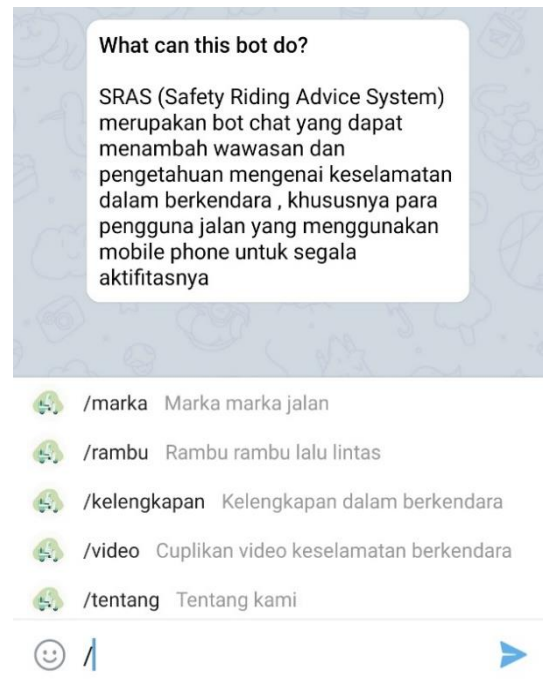 What can this bot do?
SRAS (Safety Riding Advice System)
merupakan bot chat yang dapat
menambah wawasan dan
pengetahuan mengenai keselamatan
dalam berkendara , khususnya para
pengguna jalan yang menggunakan
mobile phone untuk segala
aktifitasnya
/marka Marka marka jalan
/rambu Rambu rambu lalu lintas
/kelengkapan Kelengkapan dalam berkendara
/video Cuplikan video keselamatan berkendara
/tentang Tentang kami
/